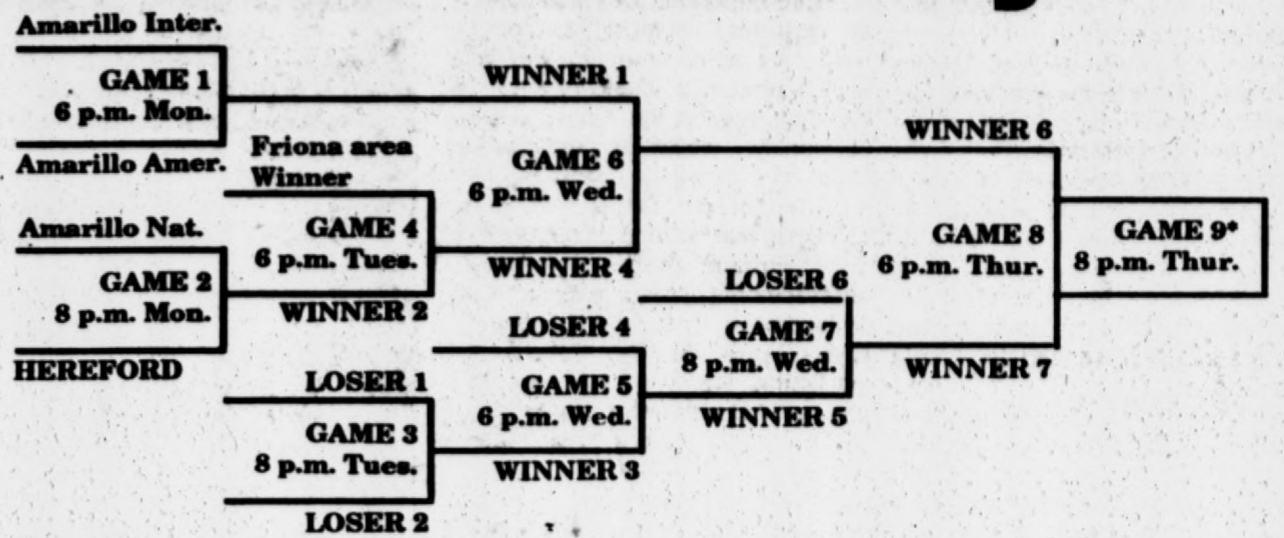 Amarillo Inter.
GAME 1
6 p.m. Mon.
Amarillo Amer.
Amarillo Nat.
GAME 2
8 p.m. Mon.
HEREFORD
Friona area
Winner
GAME 4
6 p.m. Tues.
WINNER 2
LOSER 1
GAME 3
8 p.m. Tues.
LOSER 2
WINNER 1
GAME 6
6 p.m. Wed.
WINNER 4
LOSER 4
GAME 5
6 p.m. Wed.
WINNER 3
LOSER 6
GAME 7
8 p.m. Wed.
WINNER 5
WINNER 6
GAME 8
6 p.m. Thur.
WINNER 7
GAME 9*
8 p.m. Thur.